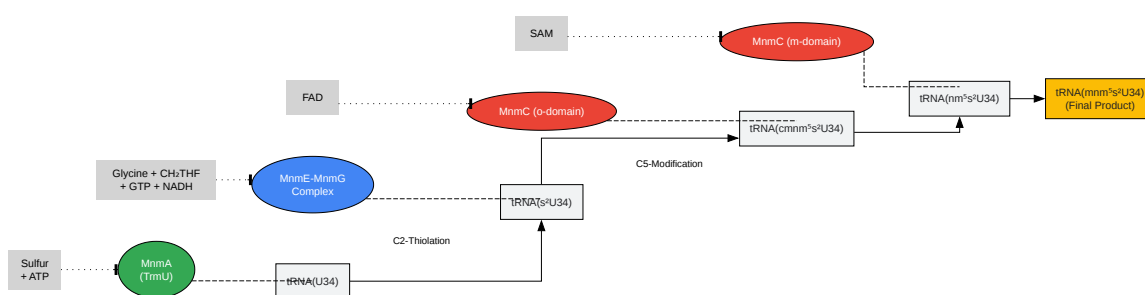 SAM
MnmC (m-domain)
FAD
MnmC (o-domain)
tRNA(nm⁵s²U34)
tRNA(mnm⁵s²U34)
(Final Product)
tRNA(cmnm⁵s²U34)
C5-Modification
Glycine + CH₂THF
+ GTP + NADH
MnmE-MnmG
Complex
tRNA(s²U34)
C2-Thiolation
Sulfur
+ ATP
MnmA
(TrmU)
tRNA(U34)